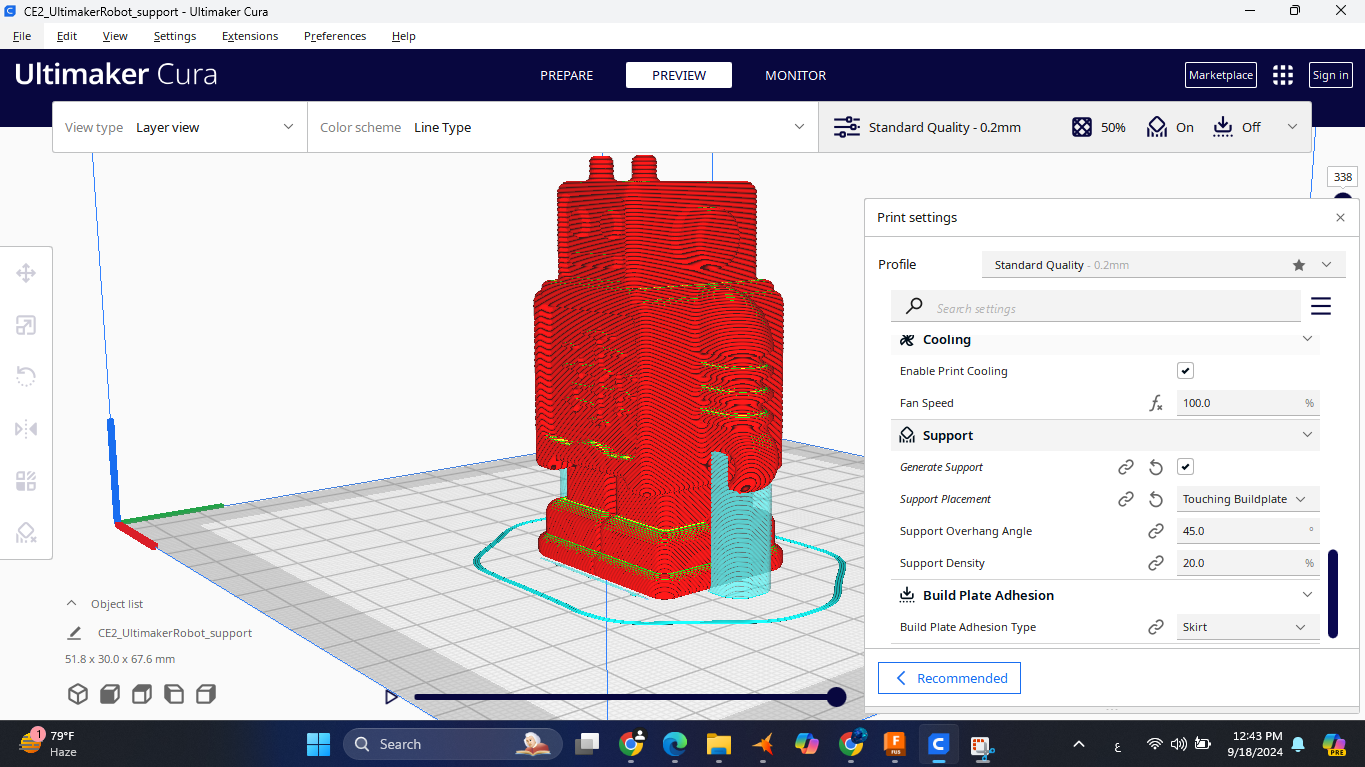 CE2_UltimakerRobot_support - Ultimaker Cura
File Edit View Settings Extensions Preferences Help
Ultimaker Cura
PREPARE PREVIEW MONITOR
Marketplace
Sign in
View type Layer view
Color scheme Line Type
Standard Quality - 0.2mm
50%
On
Off
338
Print settings
Profile
Standard Quality - 0.2mm
Search settings
Cooling
Enable Print Cooling
Fan Speed 100.0 %
Support
Generate Support
Support Placement Touching Buildplate
Support Overhang Angle 45.0 °
Support Density 20.0 %
Build Plate Adhesion
Build Plate Adhesion Type Skirt
Recommended
Object list
CE2_UltimakerRobot_support
51.8 x 30.0 x 67.6 mm
1
79°F
Haze
Search
F
FUS
C
ع
12:43 PM
9/18/2024
PRE